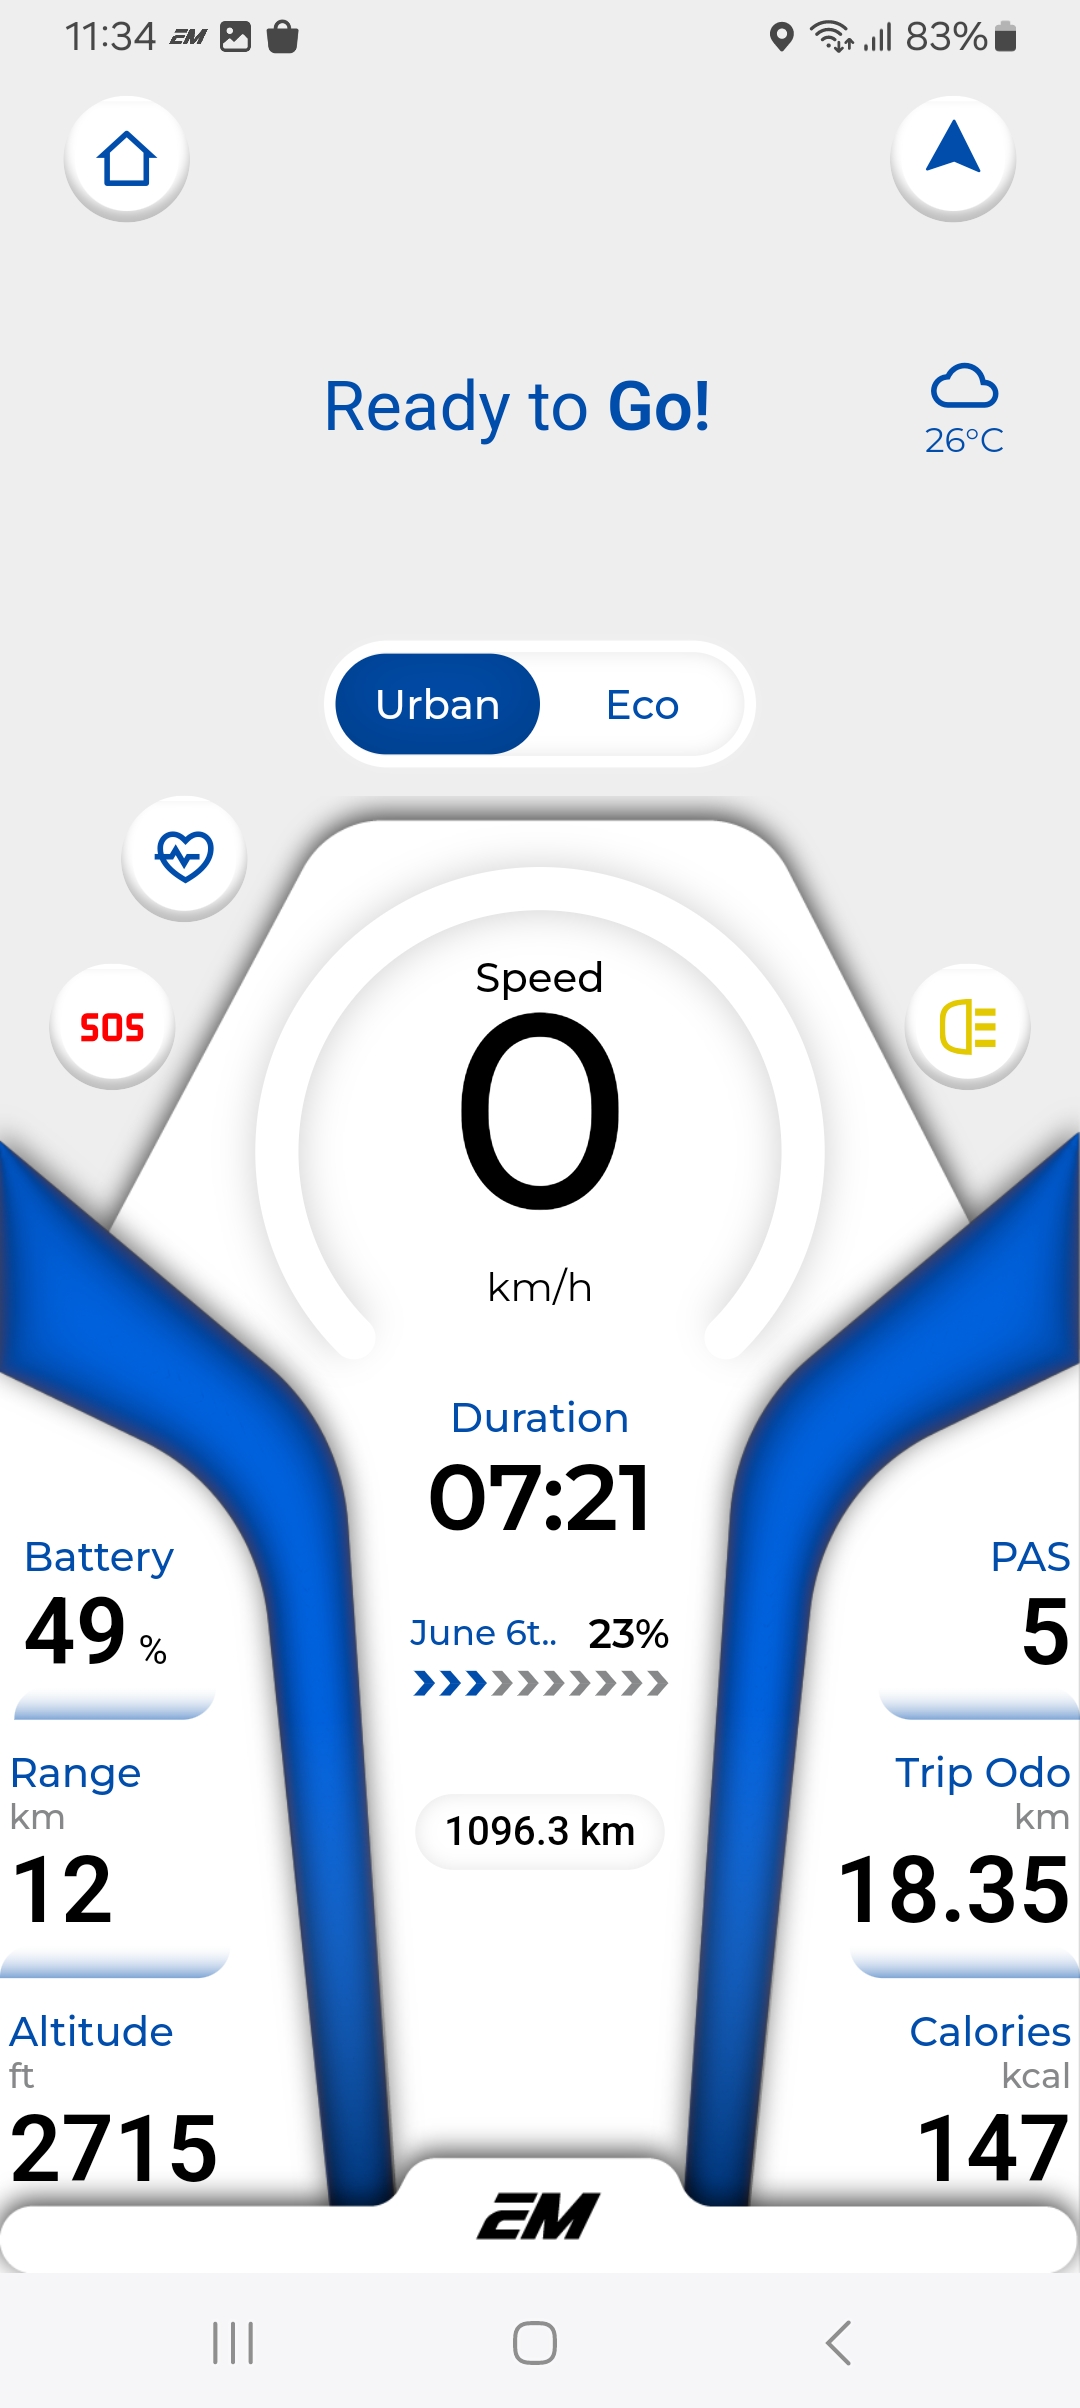 11:34 EM 83%
Ready to Go!
26°C
Urban Eco
Speed
0
km/h
SOS
Duration
07:21
Battery
49 %
PAS
5
June 6t.. 23%
Range
km
12
Trip Odo
km
18.35
1096.3 km
Altitude
ft
2715
Calories
kcal
147
EM